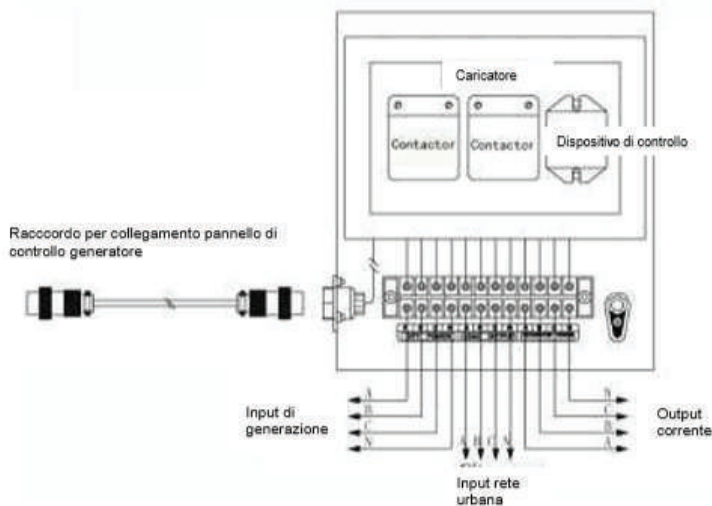 Caricatore
Contactor
Contactor
Dispositivo di controllo
Racccordo per collegamento pannello di
controllo generatore
A
B
C
N
Input di
generazione
A B C N
Input rete
urbana
N
C
B
A
Output
corrente